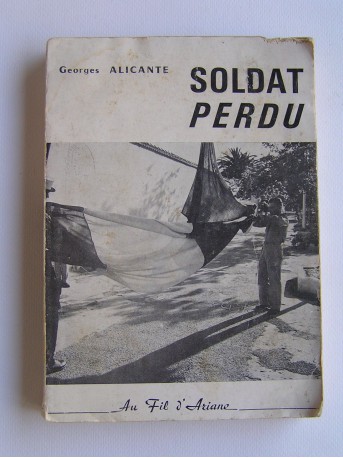 Georges ALICANTE
SOLDAT
PERDU
Au Fil d'Ariane